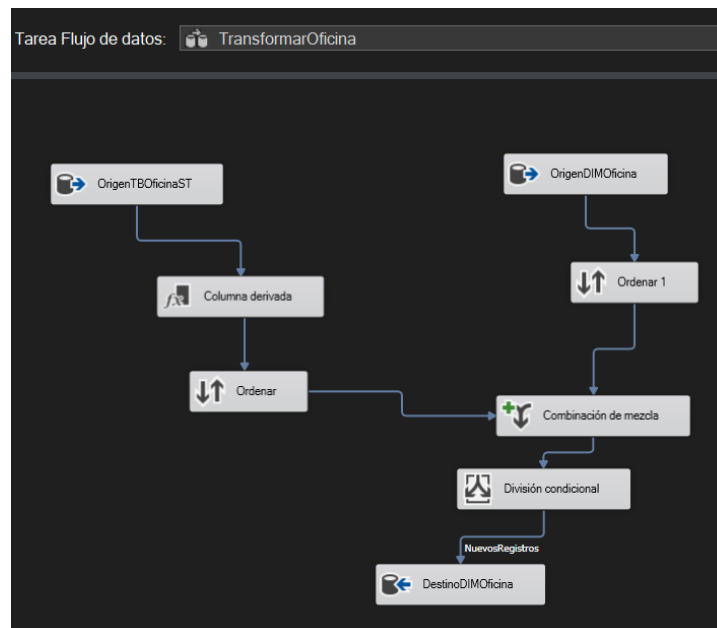 Tarea Flujo de datos: TransformarOficina
OrigenTBOficinaST
OrigenDIMOficina
Columna derivada
Ordenar 1
Ordenar
Combinación de mezcla
División condicional
NuevosRegistros
DestinoDIMOficina